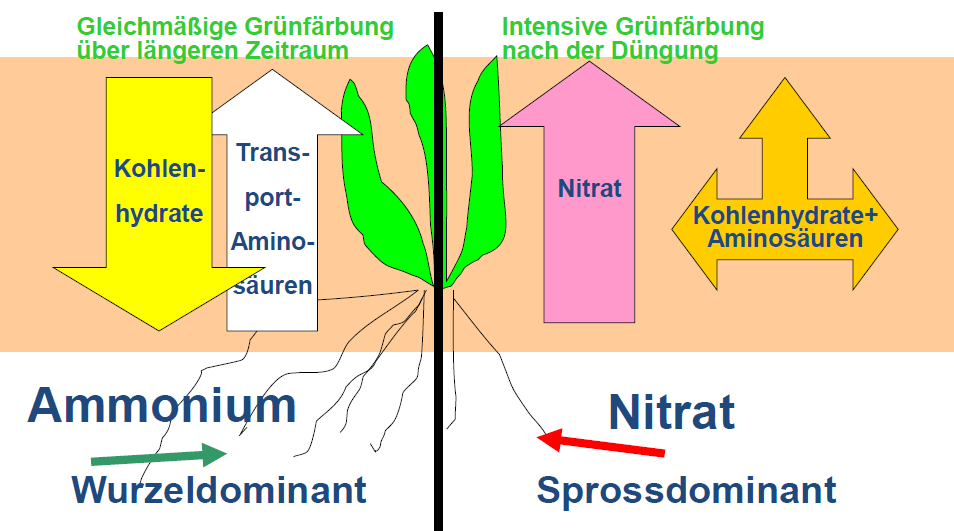 Gleichmäßige Grünfärbung
über längeren Zeitraum
Intensive Grünfärbung
nach der Düngung
Kohlen-
hydrate
Trans-
port-
Amino-
säuren
Nitrat
Kohlenhydrate+
Aminosäuren
Ammonium
Wurzeldominant
Nitrat
Sprossdominant